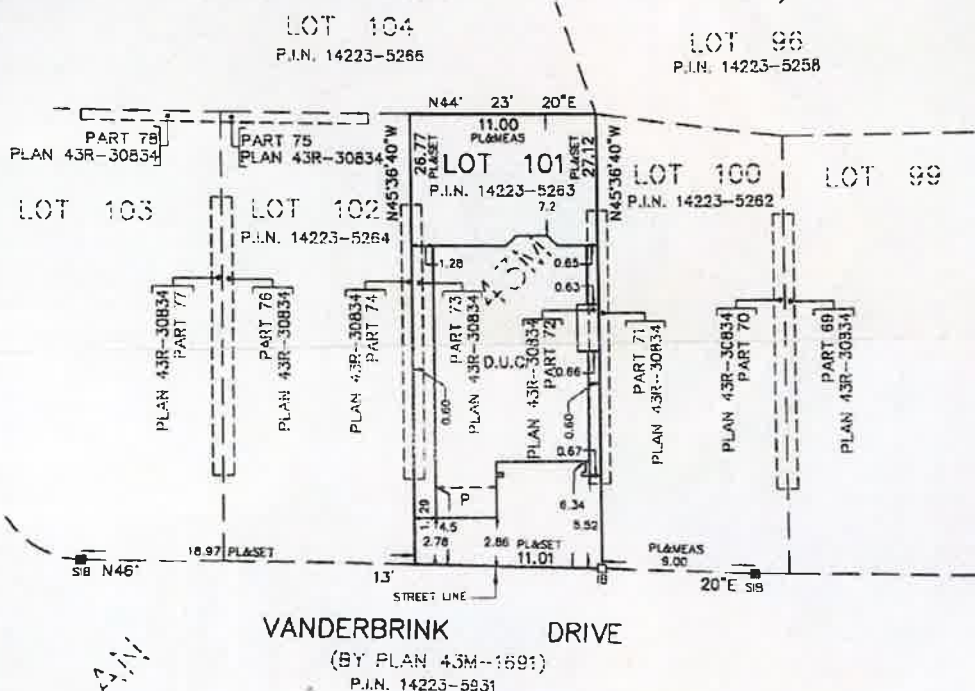 LOT 104
P.I.N. 14223-5266
LOT 96
P.I.N. 14223-5258
N44° 23' 20"E
11.00
PL&MEAS
PART 78
PLAN 43R-30834
PART 75
PLAN 43R-30834
N45°36'40"W
26.77
PL&SET
LOT 101
P.I.N. 14223-5263
27.12
PL&SET
N45°36'40"W
LOT 100
P.I.N. 14223-5262
LOT 99
LOT 103
LOT 102
P.I.N. 14223-5264
7.2
1.28
43M
0.65
0.63
PLAN 43R-30834
PART 77
PART 76
PLAN 43R-30834
PLAN 43R-30834
PART 74
PART 73
PLAN 43R-30834
D.U.C.
PLAN 43R-30834
PART 72
PART 71
PLAN 43R-30834
PLAN 43R-30834
PART 70
PART 69
PLAN 43R-30834
0.66
0.60
0.60
0.67
P
1.29
4.5
2.78
2.86
6.34
5.52
18.97 PL&SET
PL&SET
11.01
PL&MEAS
9.00
SIB
N46°
13'
IB
20"E
SIB
STREET LINE
VANDERBRINK DRIVE
(BY PLAN 43M-1691)
P.I.N. 14223-5931